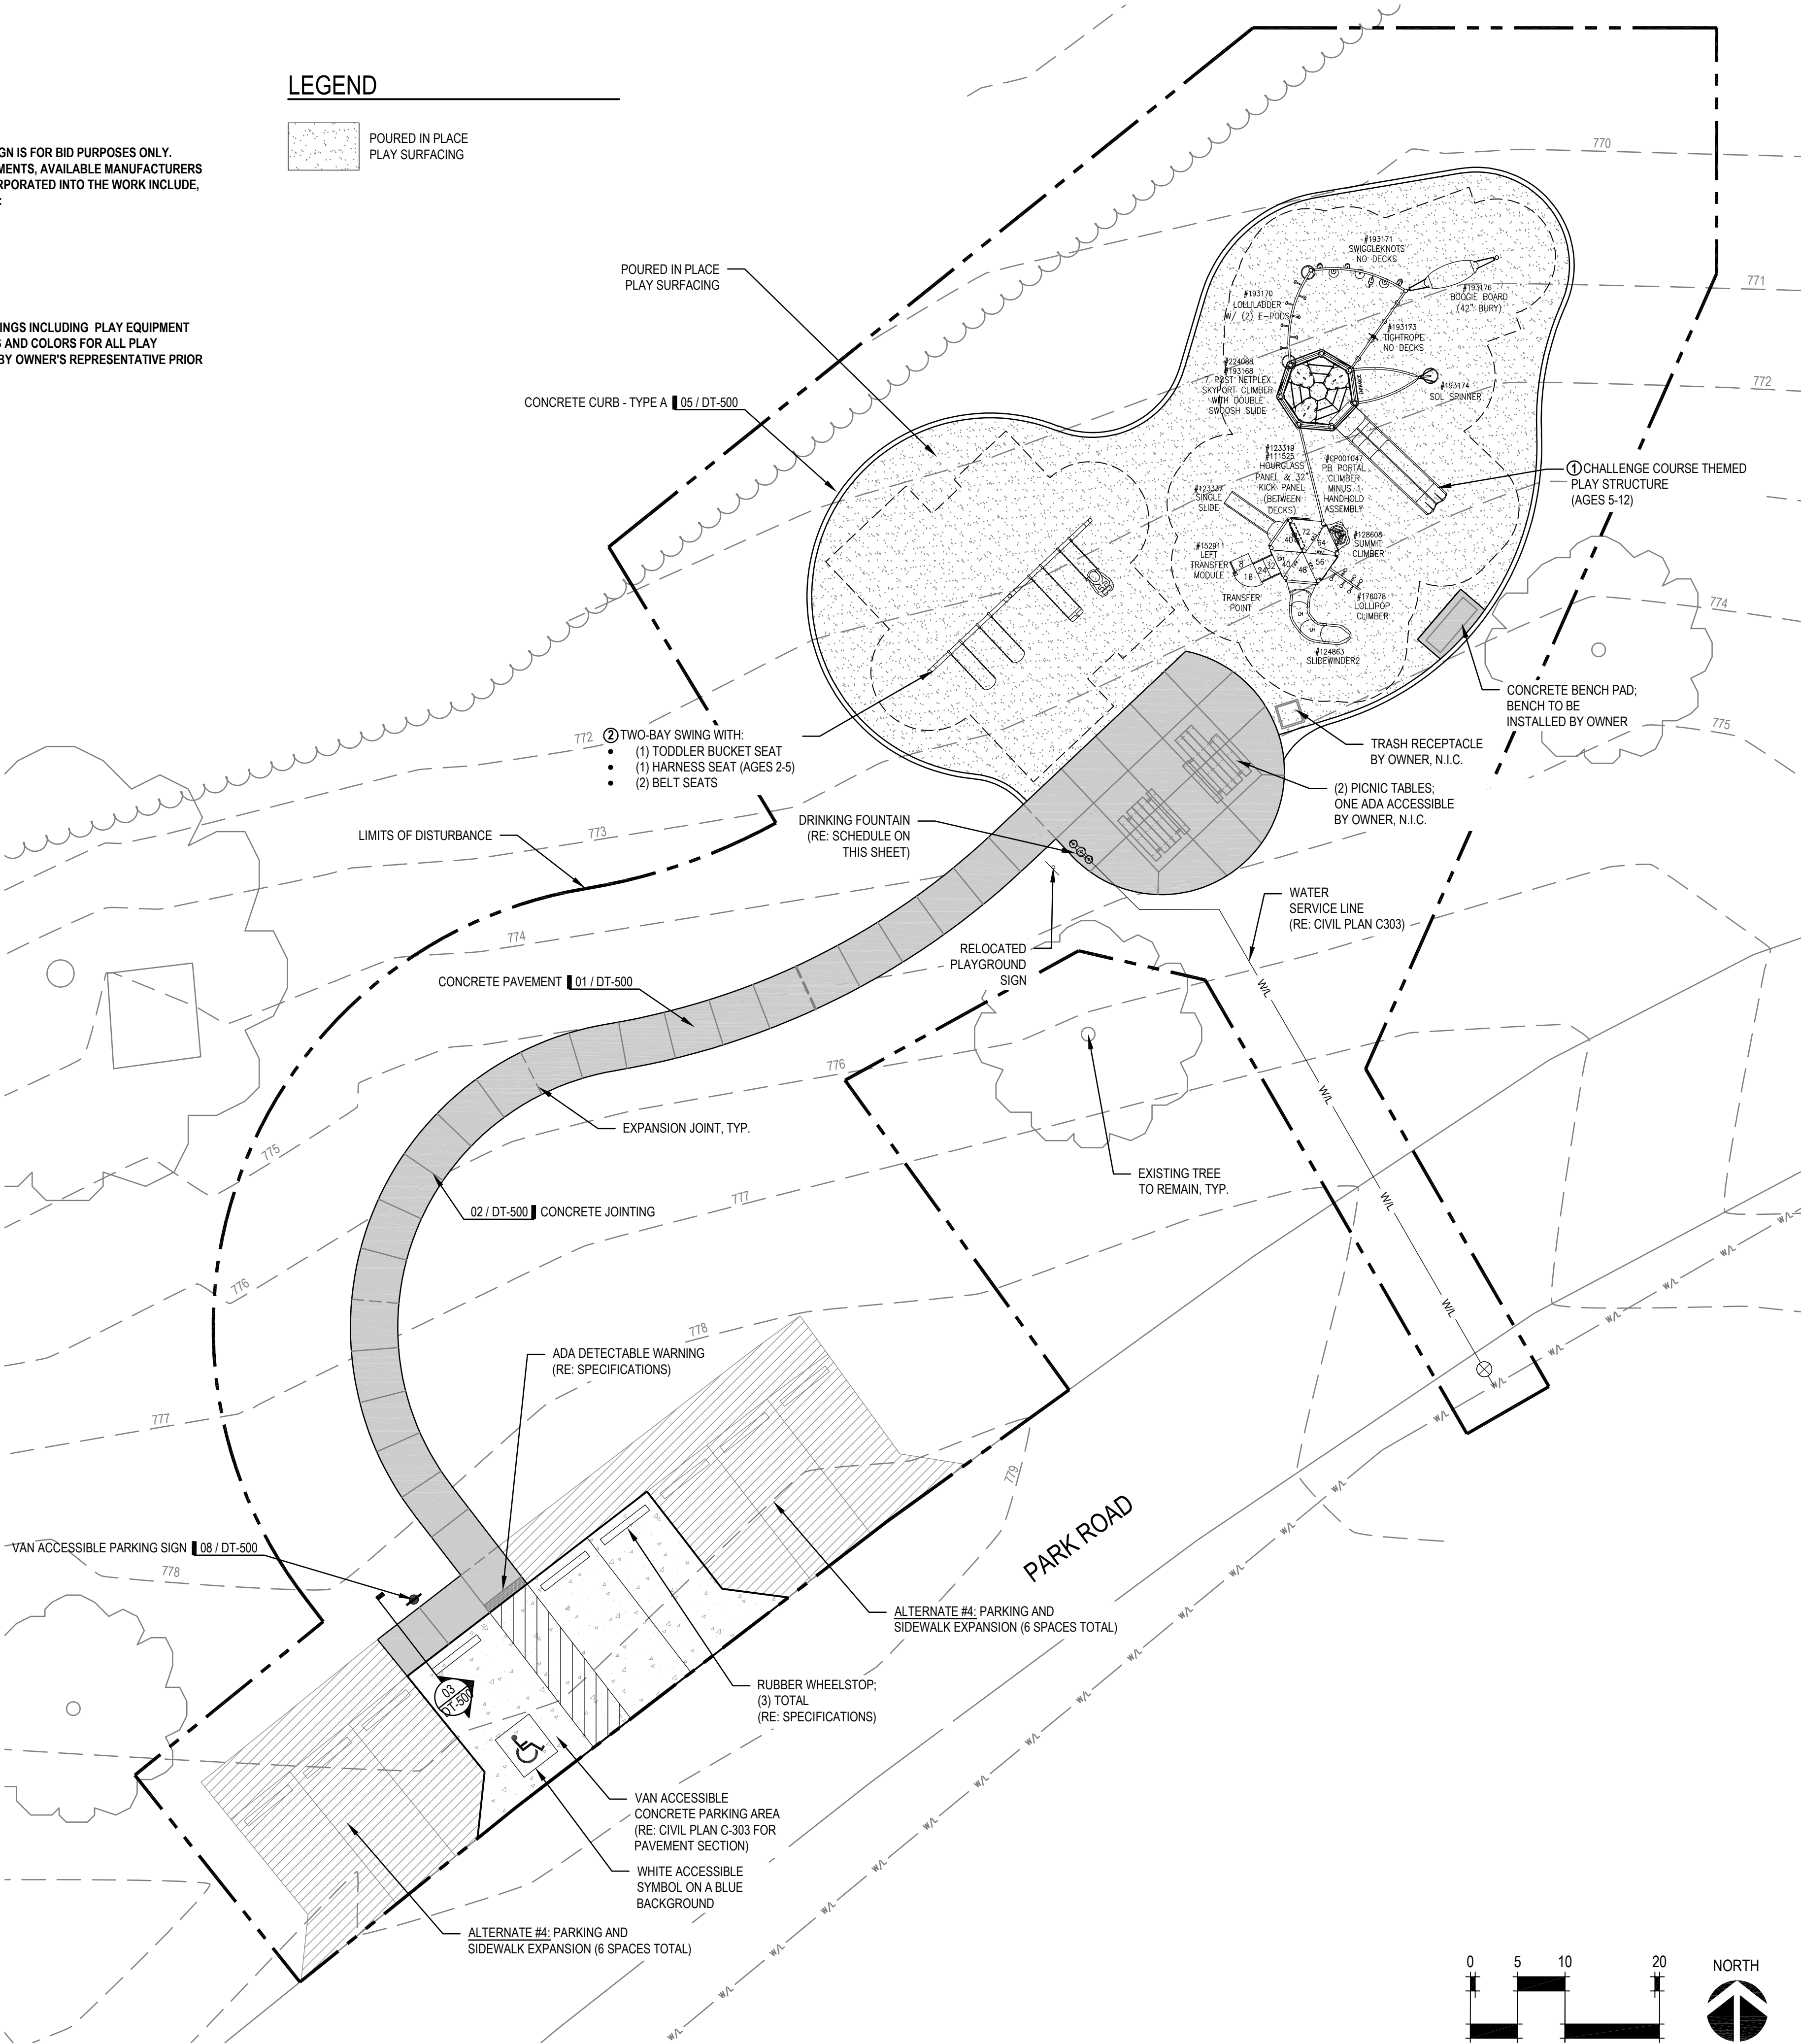 LEGEND
POURED IN PLACE
PLAY SURFACING
GN IS FOR BID PURPOSES ONLY.
MENTS, AVAILABLE MANUFACTURERS
RPORATED INTO THE WORK INCLUDE,
:
INGS INCLUDING PLAY EQUIPMENT
S AND COLORS FOR ALL PLAY
BY OWNER'S REPRESENTATIVE PRIOR
770
771
772
774
775
POURED IN PLACE
PLAY SURFACING
CONCRETE CURB - TYPE A 05 / DT-500
#193171
SWIGGLEKNOTS
NO DECKS
#193170
LOLLILADDER
W/ (2) E-PODS
#193176
BOOGIE BOARD
(42" BURY)
#193173
TIGHTROPE
NO DECKS
#224088
#193168
7 POST NETPLEX
SKYPORT CLIMBER
WITH DOUBLE
SWOOSH SLIDE
#193174
SOL SPINNER
#123319
#111525
HOURGLASS
PANEL & 32"
KICK PANEL
(BETWEEN
DECKS)
#CP001047
PB PORTAL
CLIMBER
MINUS 1
HANDHOLD
ASSEMBLY
#123337
SINGLE
SLIDE
#152911
LEFT
TRANSFER
MODULE
TRANSFER
POINT
72
40
64
56
48
40
32
24
16
8
#128608
SUMMIT
CLIMBER
#176078
LOLLIPOP
CLIMBER
#124863
SLIDEWINDER2
1 CHALLENGE COURSE THEMED
PLAY STRUCTURE
(AGES 5-12)
CONCRETE BENCH PAD;
BENCH TO BE
INSTALLED BY OWNER
TRASH RECEPTACLE
BY OWNER, N.I.C.
(2) PICNIC TABLES;
ONE ADA ACCESSIBLE
BY OWNER, N.I.C.
772
2 TWO-BAY SWING WITH:
• (1) TODDLER BUCKET SEAT
• (1) HARNESS SEAT (AGES 2-5)
• (2) BELT SEATS
LIMITS OF DISTURBANCE
773
DRINKING FOUNTAIN
(RE: SCHEDULE ON
THIS SHEET)
WATER
SERVICE LINE
(RE: CIVIL PLAN C303)
774
RELOCATED
PLAYGROUND
SIGN
CONCRETE PAVEMENT 01 / DT-500
W/L
776
W/L
EXPANSION JOINT, TYP.
775
EXISTING TREE
TO REMAIN, TYP.
777
W/L
02 / DT-500 CONCRETE JOINTING
W/L
W/L
776
W/L
W/L
W/L
778
ADA DETECTABLE WARNING
(RE: SPECIFICATIONS)
W/L
W/L
W/L
777
779
W/L
PARK ROAD
W/L
VAN ACCESSIBLE PARKING SIGN 08 / DT-500
778
W/L
W/L
ALTERNATE #4: PARKING AND
SIDEWALK EXPANSION (6 SPACES TOTAL)
W/L
RUBBER WHEELSTOP;
(3) TOTAL
(RE: SPECIFICATIONS)
03
DT-500
W/L
W/L
VAN ACCESSIBLE
CONCRETE PARKING AREA
(RE: CIVIL PLAN C-303 FOR
PAVEMENT SECTION)
W/L
W/L
WHITE ACCESSIBLE
SYMBOL ON A BLUE
BACKGROUND
W/L
ALTERNATE #4: PARKING AND
SIDEWALK EXPANSION (6 SPACES TOTAL)
W/L
W/L
W/L
0 5 10 20
NORTH